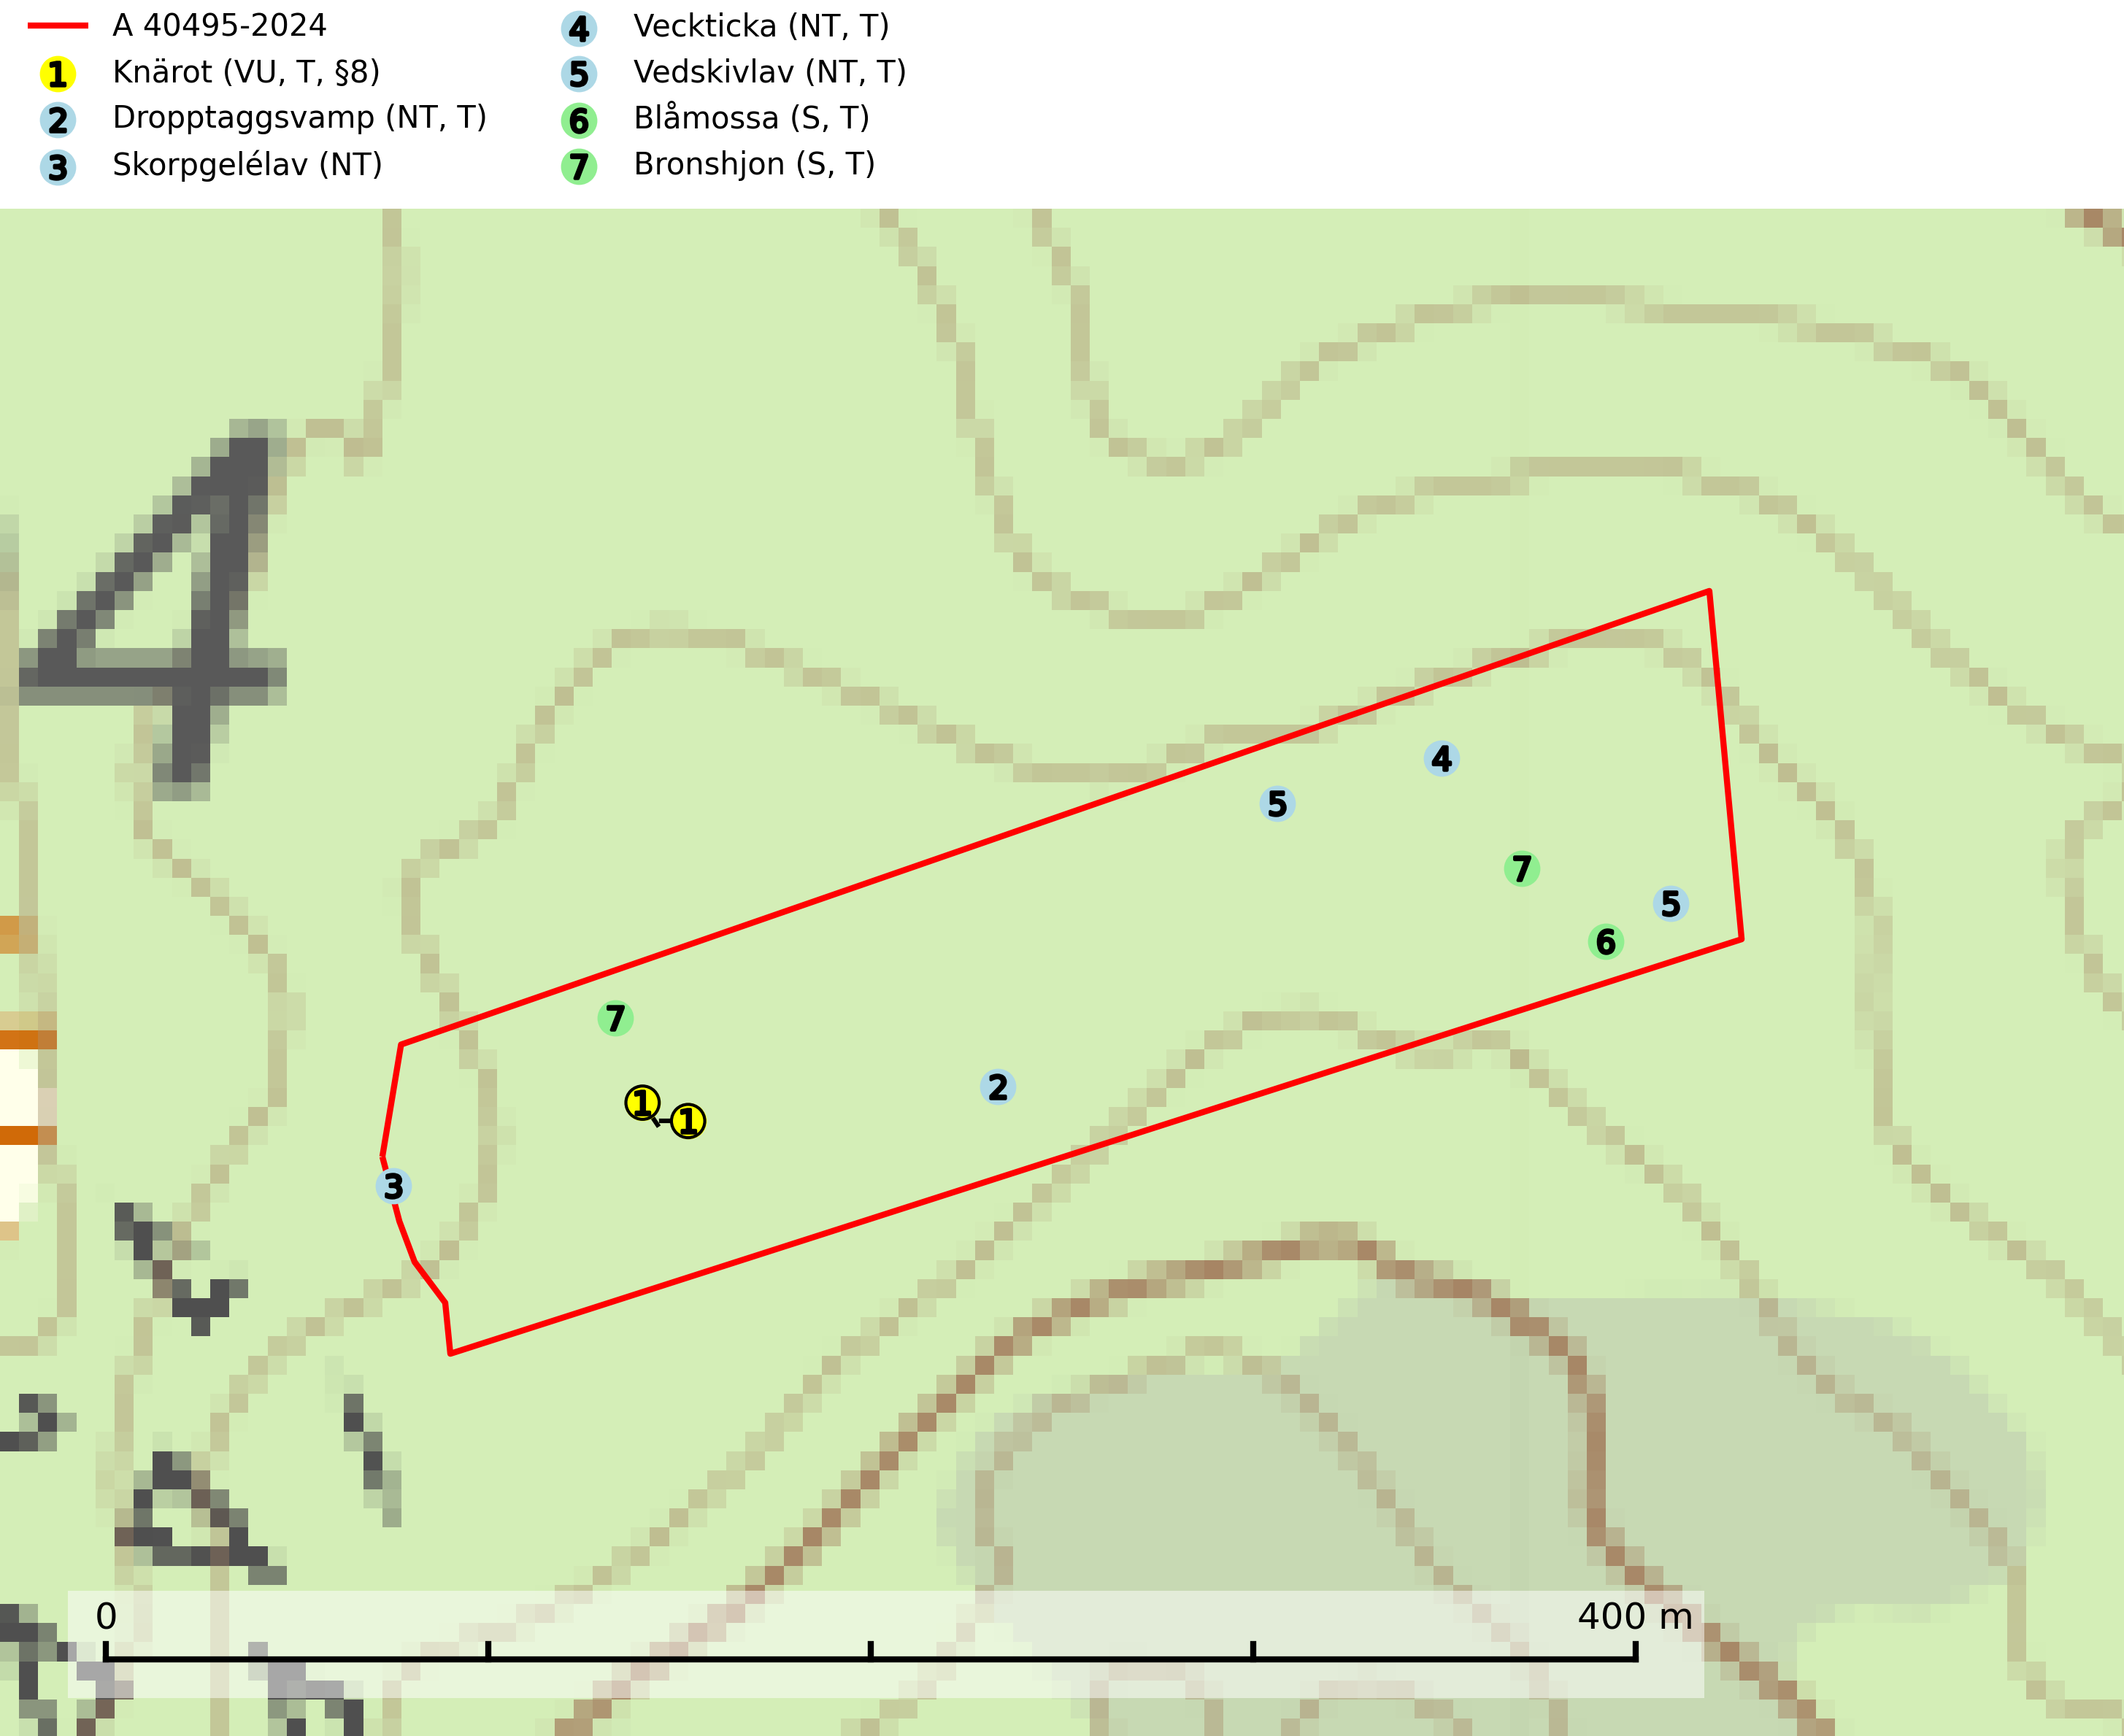 A 40495-2024
1 Knärot (VU, T, §8)
2 Dropptaggsvamp (NT, T)
3 Skorpgelélav (NT)
4 Veckticka (NT, T)
5 Vedskivlav (NT, T)
6 Blåmossa (S, T)
7 Bronshjon (S, T)
4
4
5
7
5
6
7
2
1
1
3
0
400 m